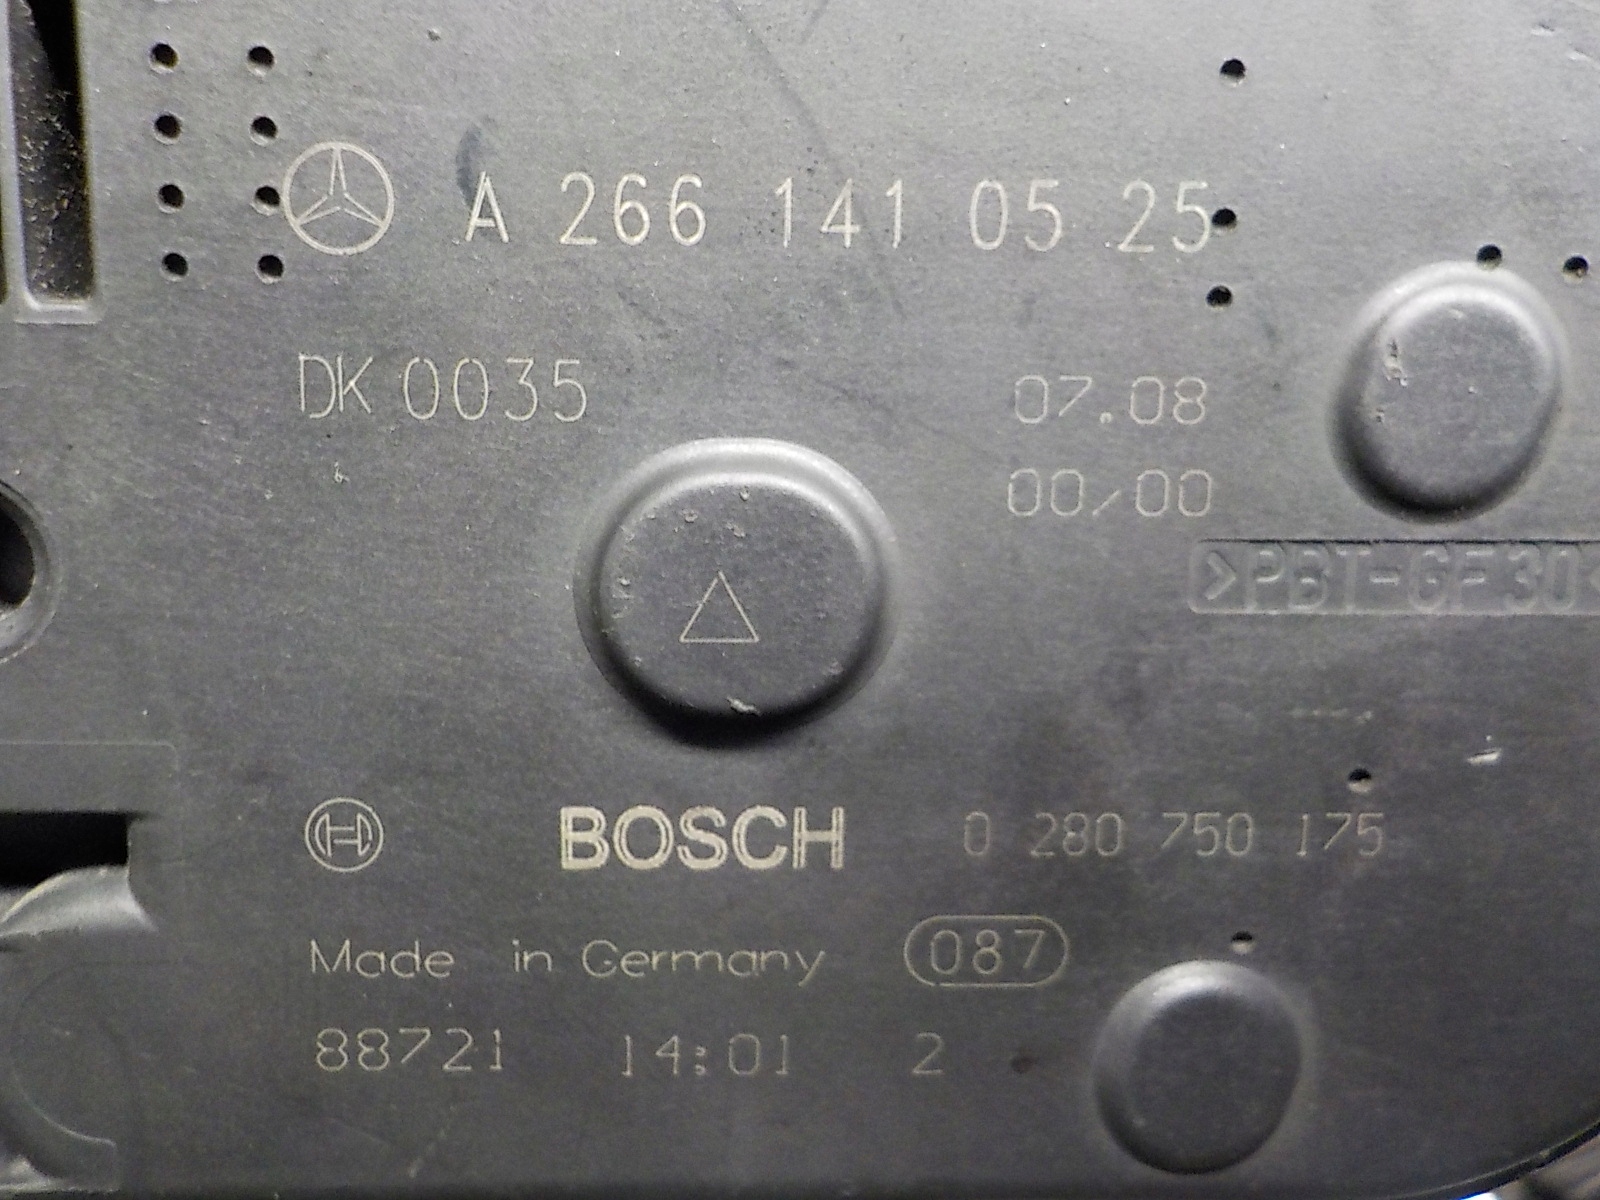 A 266 141 05 25
DK 0035
07.08
00/00
>PBT-GF30<
BOSCH 0 280 750 175
Made in Germany 087
88721 14:01 2